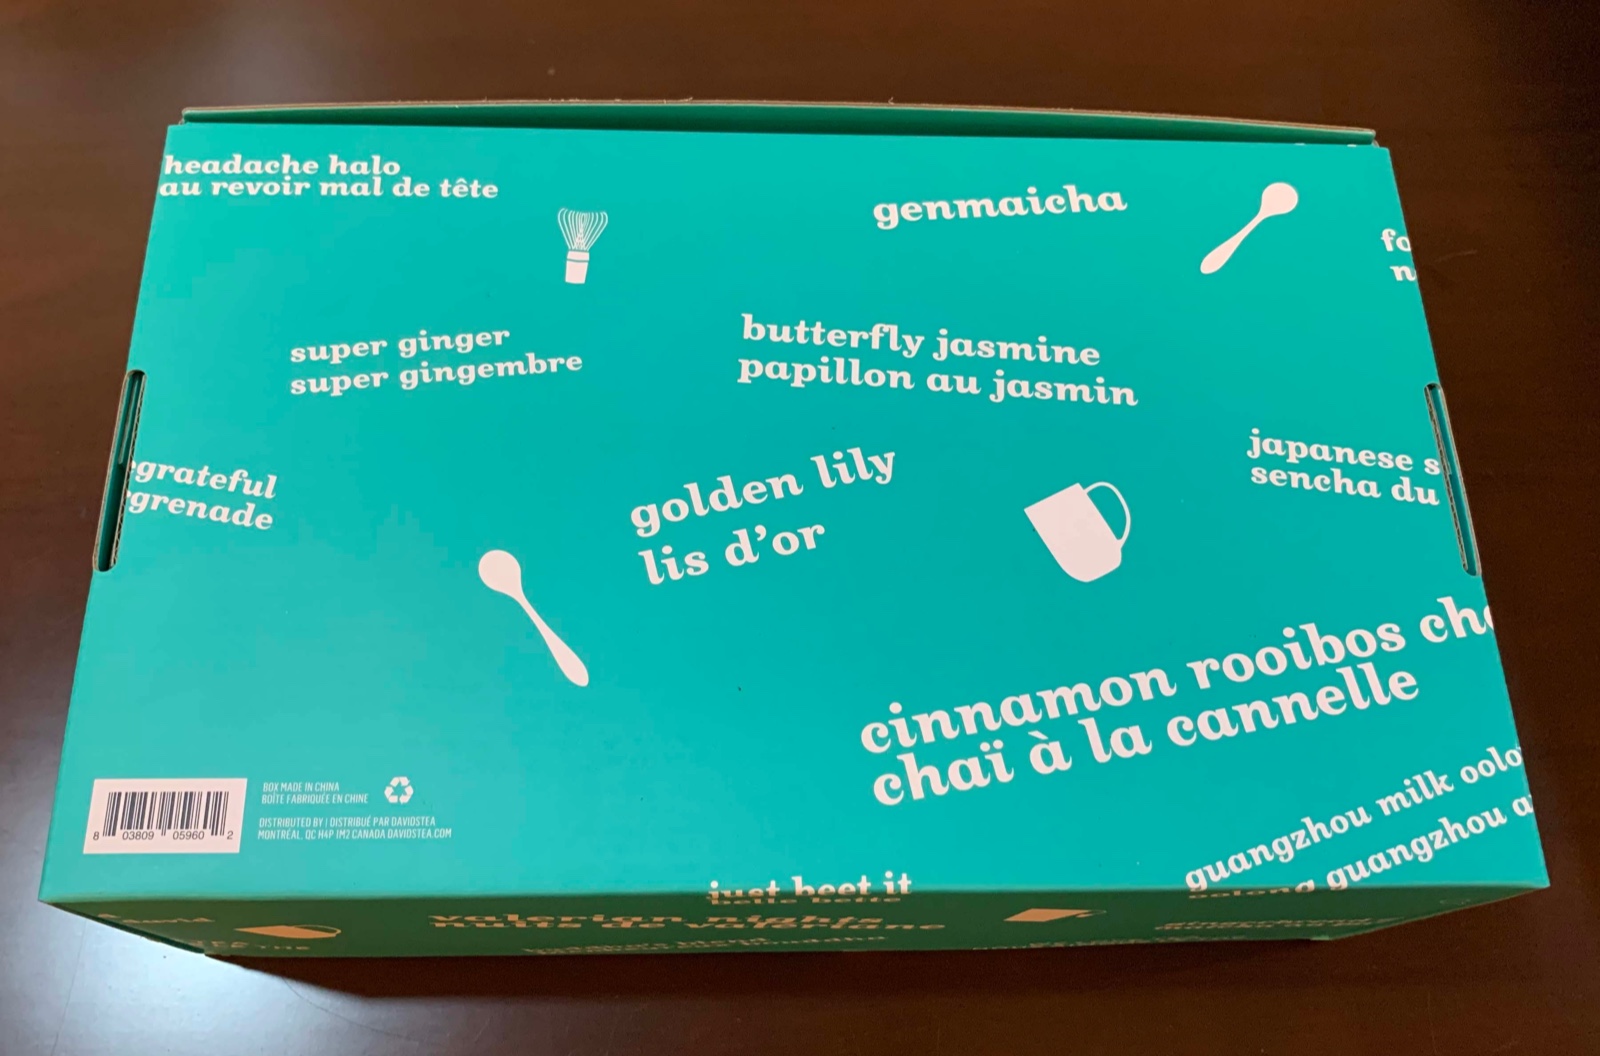 headache halo
au revoir mal de tête
genmaicha
super ginger
super gingembre
butterfly jasmine
papillon au jasmin
japanese
sencha du
grateful
grenade
golden lily
lis d'or
cinnamon rooibos
chaï à la cannelle
guangzhou milk
guangzhou
8 03809 05960 2
BOX MADE IN CHINA
BOÎTE FABRIQUÉE EN CHINE
DISTRIBUTED BY | DISTRIBUÉ PAR DAVIDSTEA
MONTRÉAL, QC H4P 1M2 CANADA DAVIDSTEA.COM
just beet it
belle bette
valerian nights
nuits de valériane